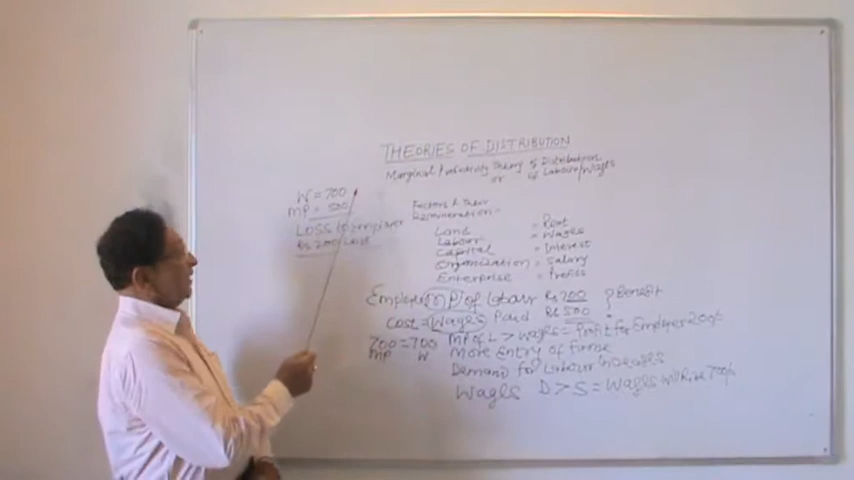 THEORIES OF DISTRIBUTION
Marginal Productivity Theory of Distribution
or of Labour/Wages
W = 700
MP = 500
LOSS to employer
Rs 200 Lost
Factors & their
Remuneration
Land = Rent
Labour = Wages
Capital = Interest
Organization = Salary
Enterprise = Profits
Employer MP of Labour Rs 700 Benefit
Cost = Wages Paid Rs 500
MP of L > Wages = Profit for Employer 200/-
700 = 700
MP W
More Entry of firms
Demand for Labour increases
Wages D > S = Wages will Rise 700/-